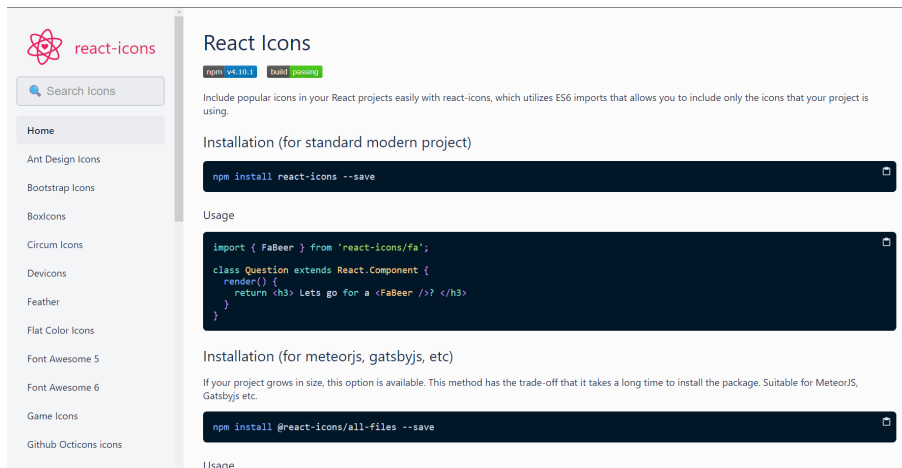 react-icons
Search Icons
Home
Ant Design Icons
Bootstrap Icons
BoxIcons
Circum Icons
Devicons
Feather
Flat Color Icons
Font Awesome 5
Font Awesome 6
Game Icons
Github Octicons icons
React Icons
npm v4.10.1 build passing
Include popular icons in your React projects easily with react-icons, which utilizes ES6 imports that allows you to include only the icons that your project is
using.
Installation (for standard modern project)
npm install react-icons --save
Usage
import { FaBeer } from 'react-icons/fa';
class Question extends React.Component {
render() {
return <h3> Lets go for a <FaBeer />? </h3>
}
}
Installation (for meteorjs, gatsbyjs, etc)
If your project grows in size, this option is available. This method has the trade-off that it takes a long time to install the package. Suitable for MeteorJS,
Gatsbyjs etc.
npm install @react-icons/all-files --save
Usage